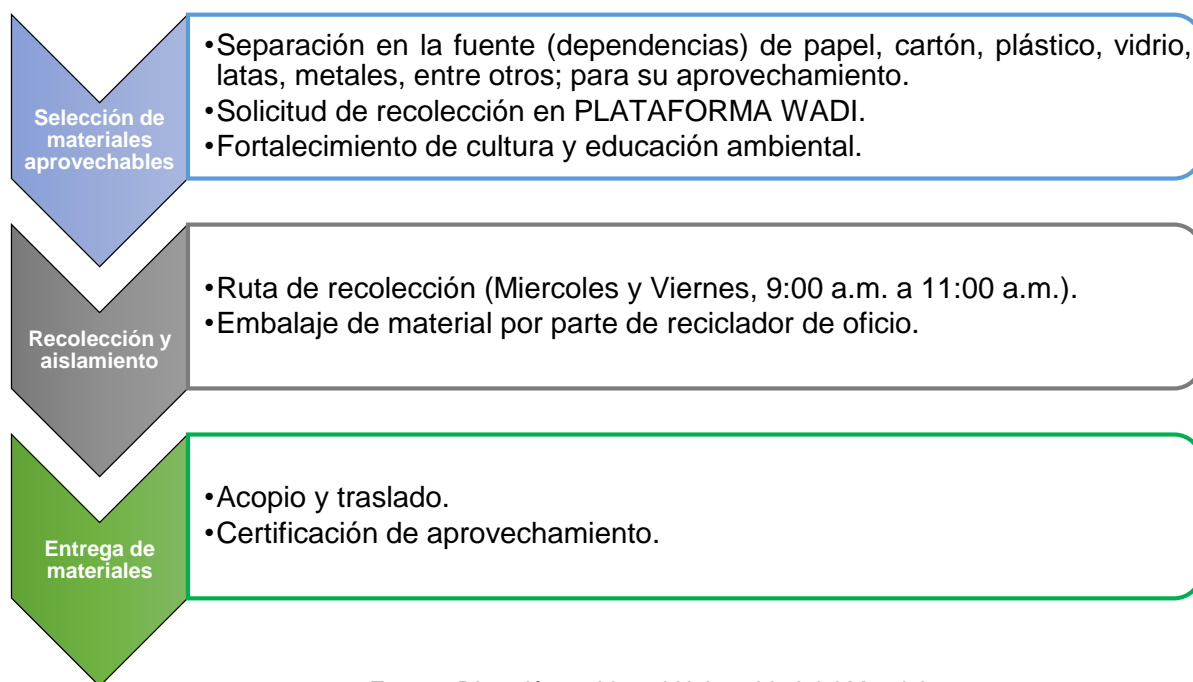 Selección de
materiales
aprovechables
•Separación en la fuente (dependencias) de papel, cartón, plástico, vidrio,
latas, metales, entre otros; para su aprovechamiento.
•Solicitud de recolección en PLATAFORMA WADI.
•Fortalecimiento de cultura y educación ambiental.
Recolección y
aislamiento
•Ruta de recolección (Miercoles y Viernes, 9:00 a.m. a 11:00 a.m.).
•Embalaje de material por parte de reciclador de oficio.
Entrega de
materiales
•Acopio y traslado.
•Certificación de aprovechamiento.